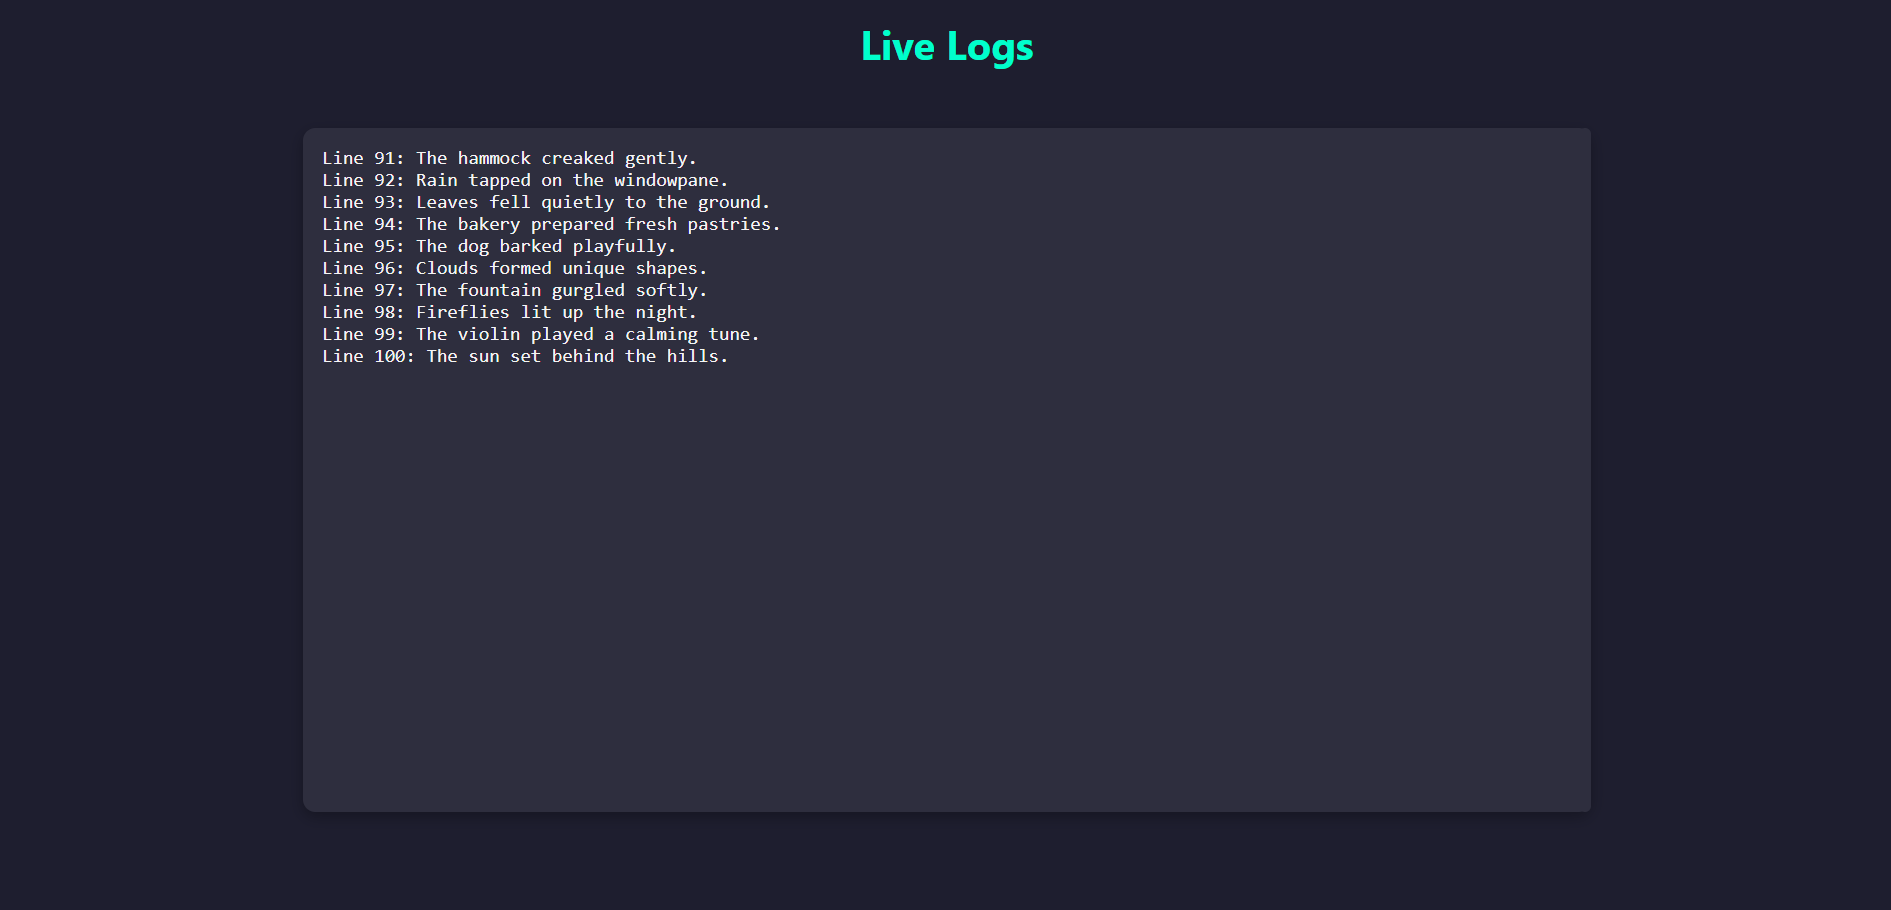 Live Logs
Line 91: The hammock creaked gently.
Line 92: Rain tapped on the windowpane.
Line 93: Leaves fell quietly to the ground.
Line 94: The bakery prepared fresh pastries.
Line 95: The dog barked playfully.
Line 96: Clouds formed unique shapes.
Line 97: The fountain gurgled softly.
Line 98: Fireflies lit up the night.
Line 99: The violin played a calming tune.
Line 100: The sun set behind the hills.